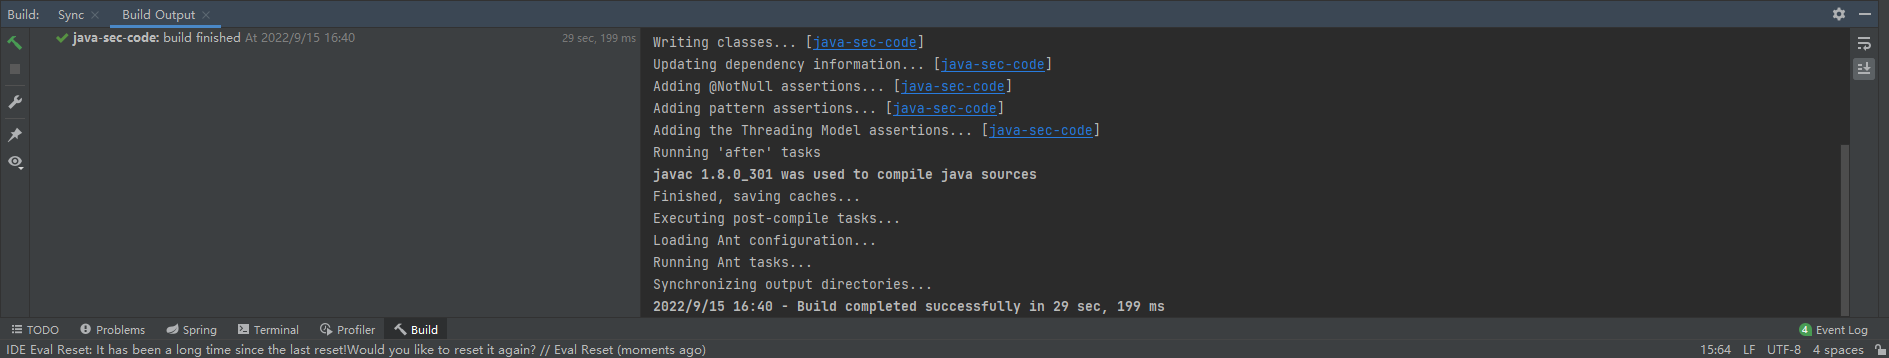 Build: Sync Build Output
java-sec-code: build finished At 2022/9/15 16:40 29 sec, 199 ms
Writing classes... [java-sec-code]
Updating dependency information... [java-sec-code]
Adding @NotNull assertions... [java-sec-code]
Adding pattern assertions... [java-sec-code]
Adding the Threading Model assertions... [java-sec-code]
Running 'after' tasks
javac 1.8.0_301 was used to compile java sources
Finished, saving caches...
Executing post-compile tasks...
Loading Ant configuration...
Running Ant tasks...
Synchronizing output directories...
2022/9/15 16:40 - Build completed successfully in 29 sec, 199 ms
TODO Problems Spring Terminal Profiler Build 4 Event Log
IDE Eval Reset: It has been a long time since the last reset!Would you like to reset it again? // Eval Reset (moments ago) 15:64 LF UTF-8 4 spaces